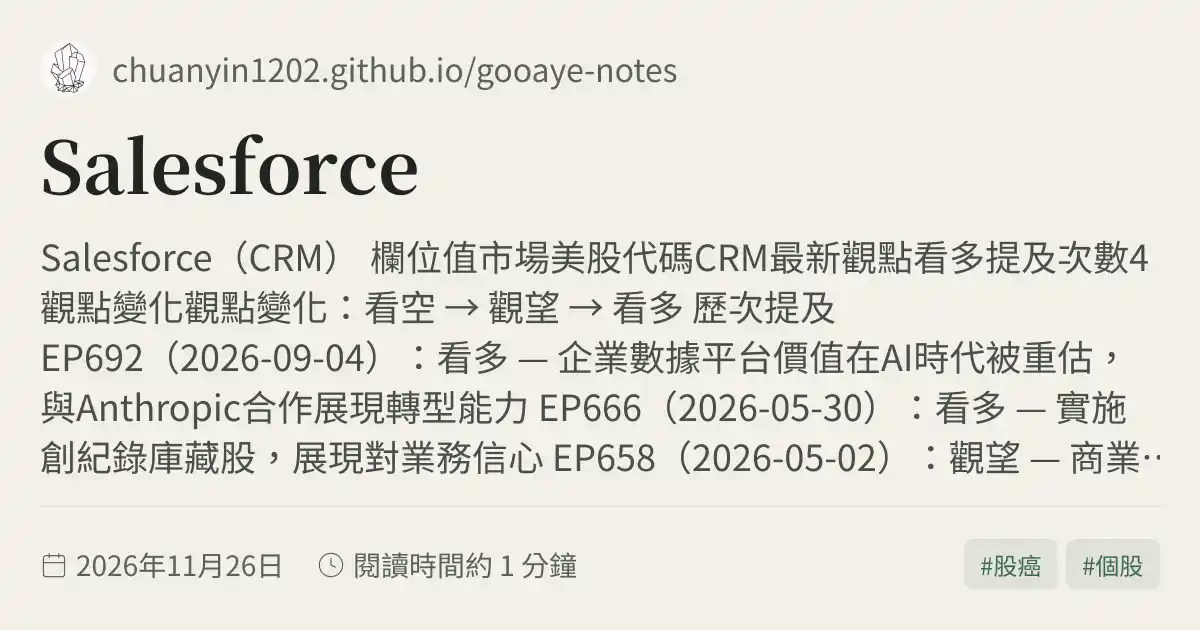 chuanyin1202.github.io/gooaye-notes
Salesforce
Salesforce（CRM） 欄位值市場美股代碼CRM最新觀點看多提及次數4
觀點變化觀點變化：看空 → 觀望 → 看多 歷次提及
EP692（2026-09-04）：看多 — 企業數據平台價值在AI時代被重估，
與Anthropic合作展現轉型能力 EP666（2026-05-30）：看多 — 實施
創紀錄庫藏股，展現對業務信心 EP658（2026-05-02）：觀望 — 商業…
2026年11月26日
閱讀時間約 1 分鐘
#股癌
#個股